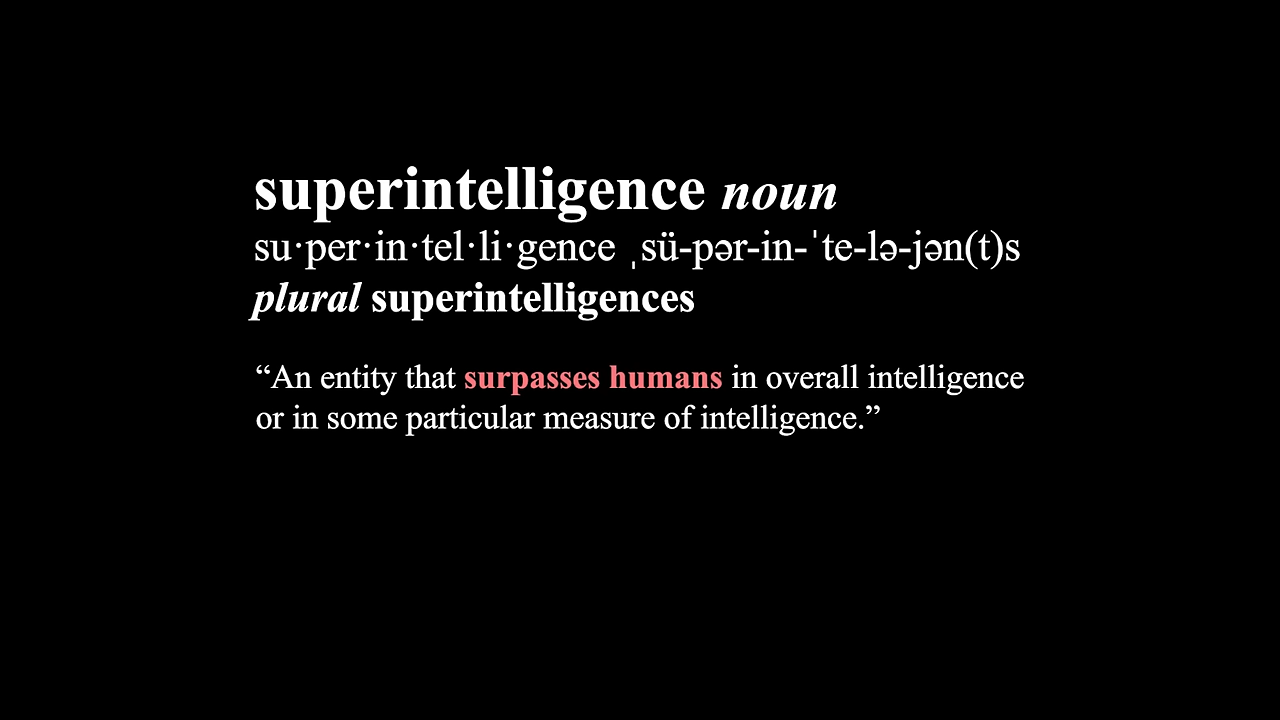 superintelligence noun
su·per·in·tel·li·gence ˌsü-pər-in-ˈte-lə-jən(t)s
plural superintelligences
“An entity that surpasses humans in overall intelligence
or in some particular measure of intelligence.”